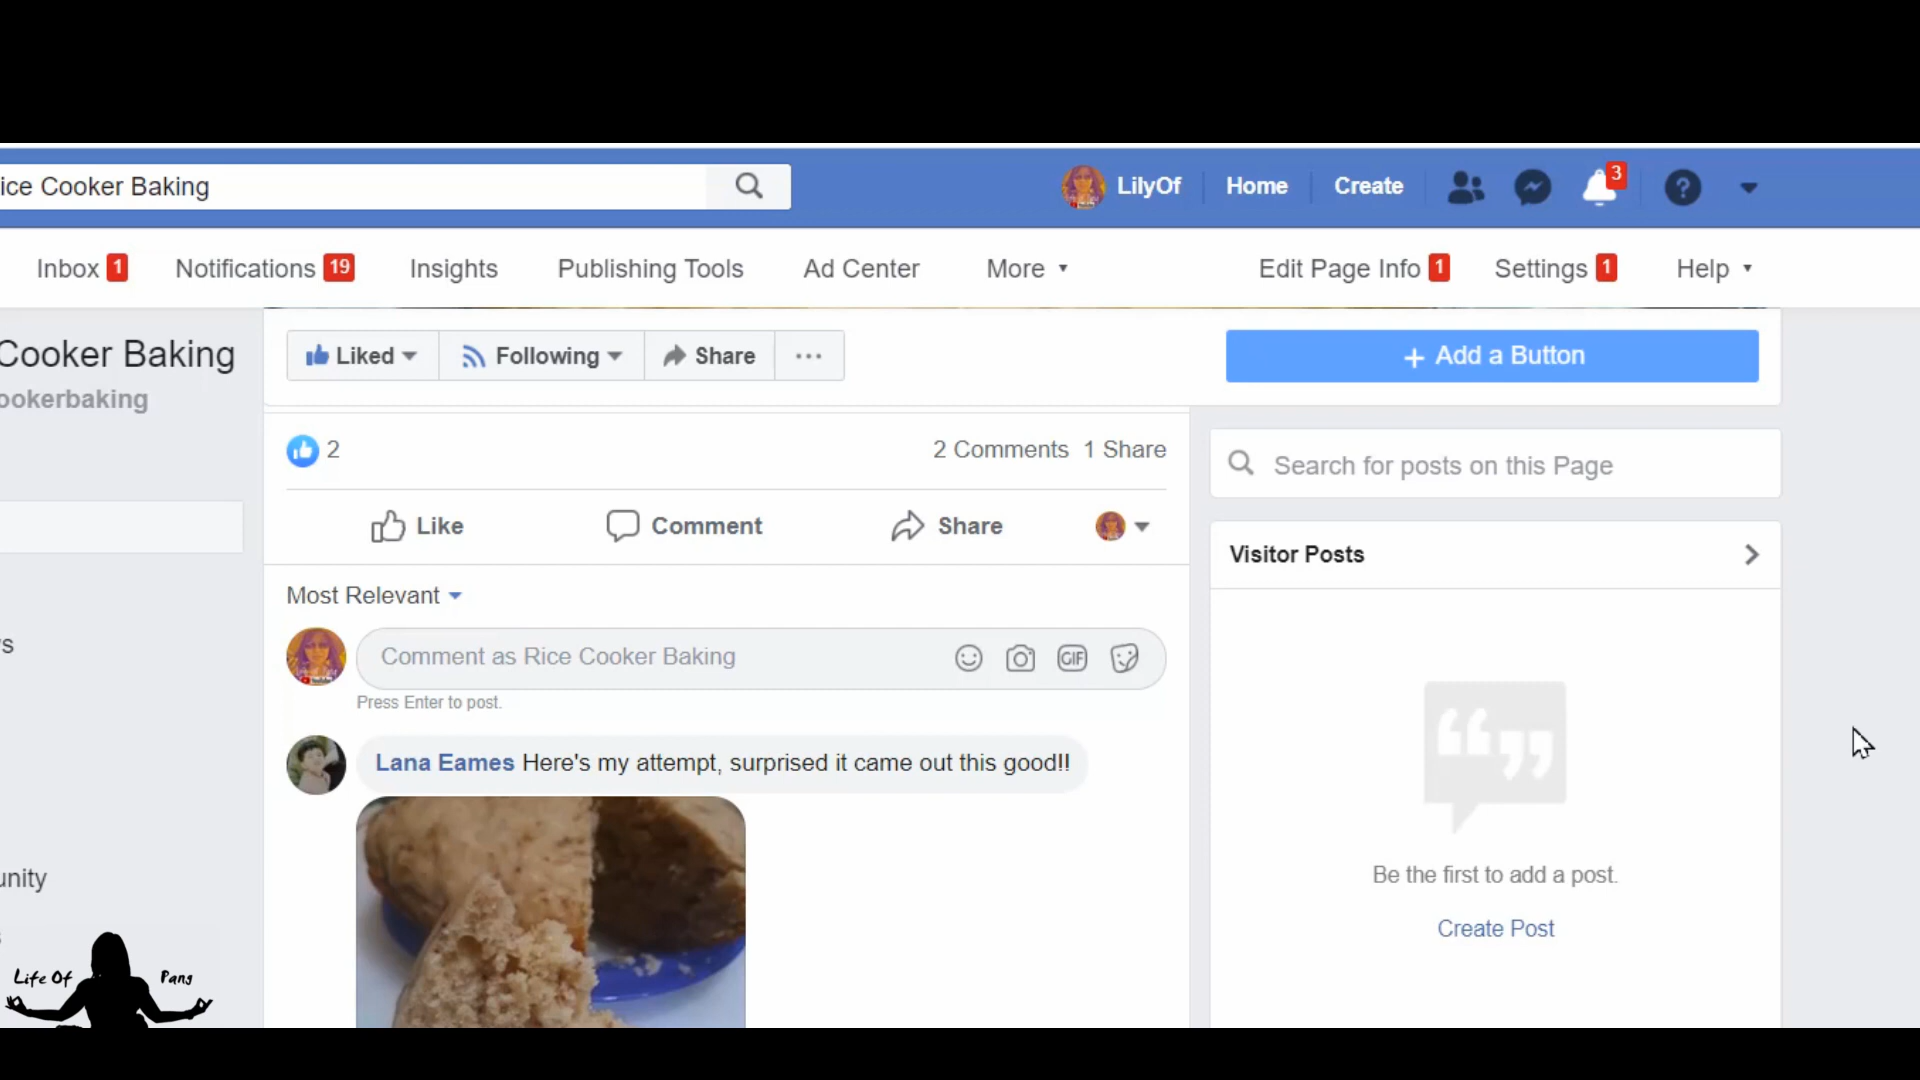 ice Cooker Baking
LilyOf Home Create 3
Inbox 1 Notifications 19 Insights Publishing Tools Ad Center More Edit Page Info 1 Settings 1 Help
Cooker Baking
ookerbaking
Liked Following Share ...
+ Add a Button
2 2 Comments 1 Share
Search for posts on this Page
Like Comment Share
Visitor Posts
Most Relevant
Comment as Rice Cooker Baking GIF
Press Enter to post.
Lana Eames Here's my attempt, surprised it came out this good!!
Be the first to add a post.
Create Post
unity
Life Of Pang